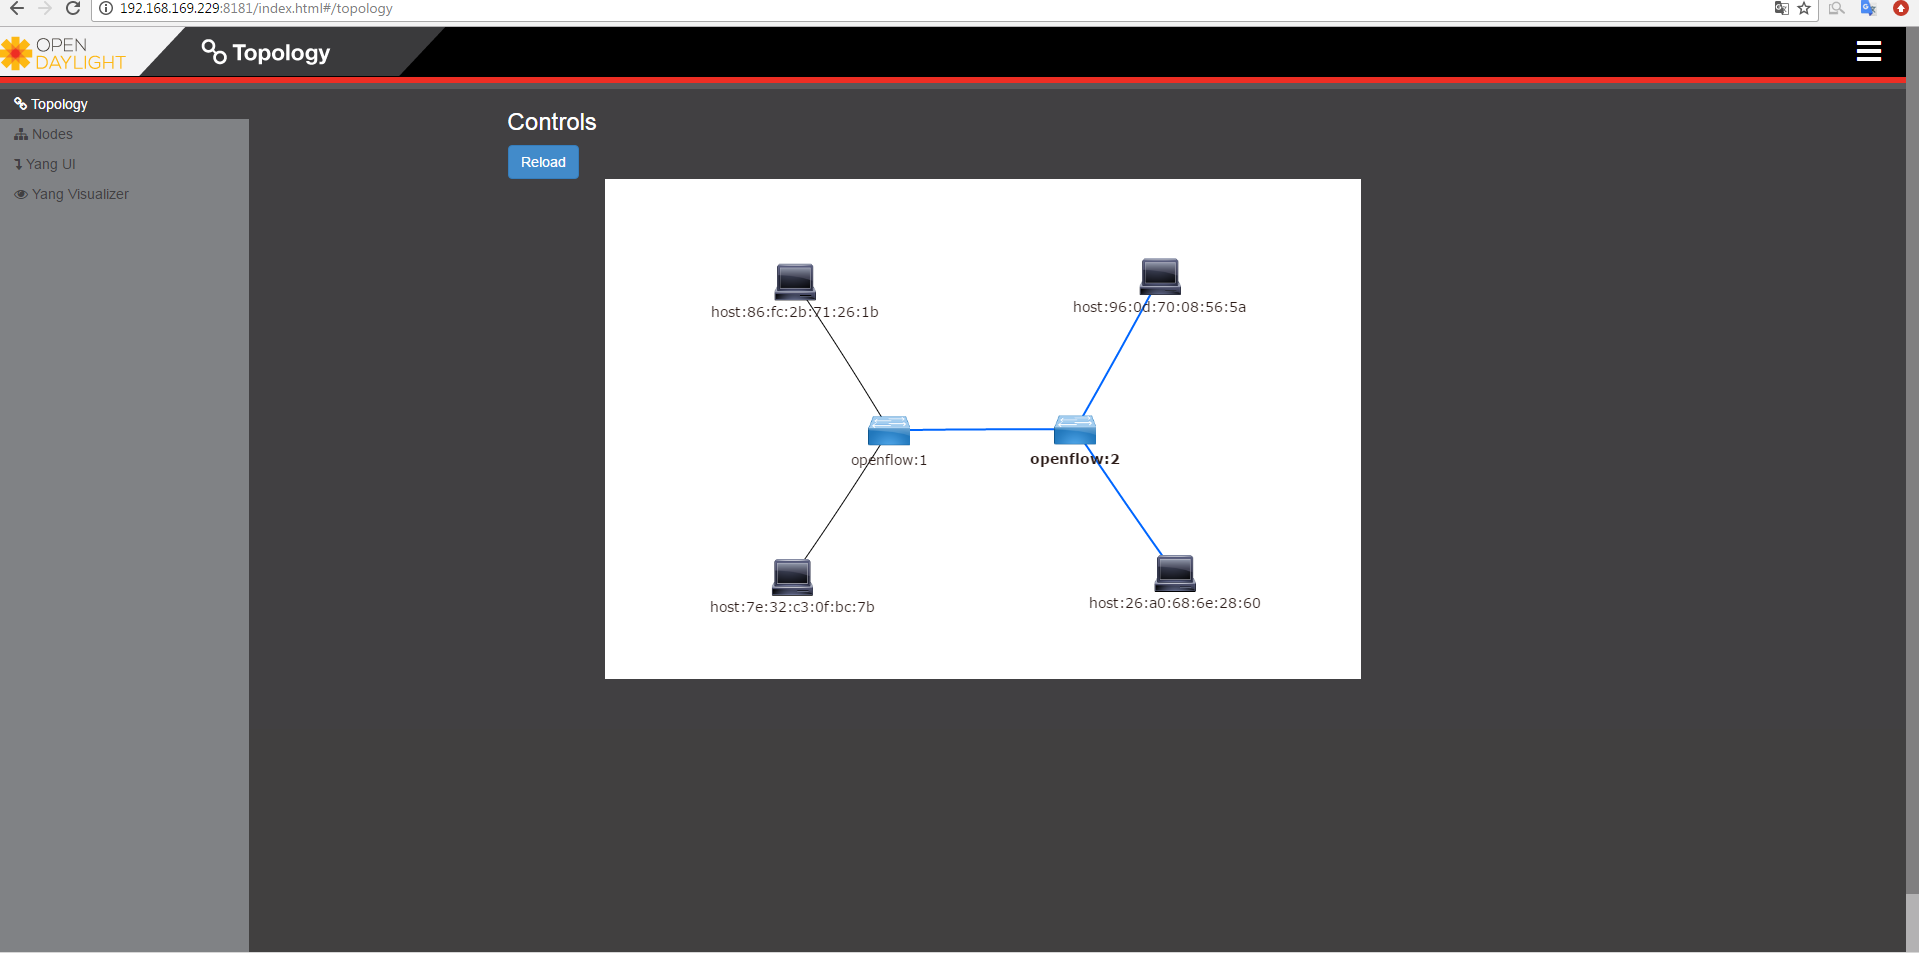 192.168.169.229:8181/index.html#/topology
OPEN
DAYLIGHT
Topology
Topology
Nodes
Yang UI
Yang Visualizer
Controls
Reload
host:86:fc:2b:71:26:1b
host:96:0d:70:08:56:5a
openflow:1
openflow:2
host:7e:32:c3:0f:bc:7b
host:26:a0:68:6e:28:60